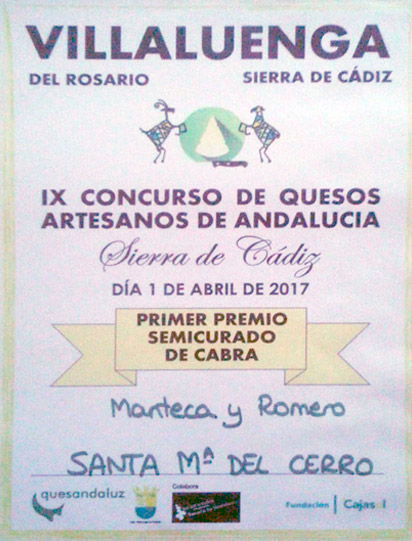 VILLALUENGA
DEL ROSARIO SIERRA DE CÁDIZ
IX CONCURSO DE QUESOS
ARTESANOS DE ANDALUCIA
Sierra de Cádiz
DÍA 1 DE ABRIL DE 2017
PRIMER PREMIO
SEMICURADO
DE CABRA
Manteca y Romero
SANTA Mª DEL CERRO
Colabora
quesandaluz
Fundación | Cajas